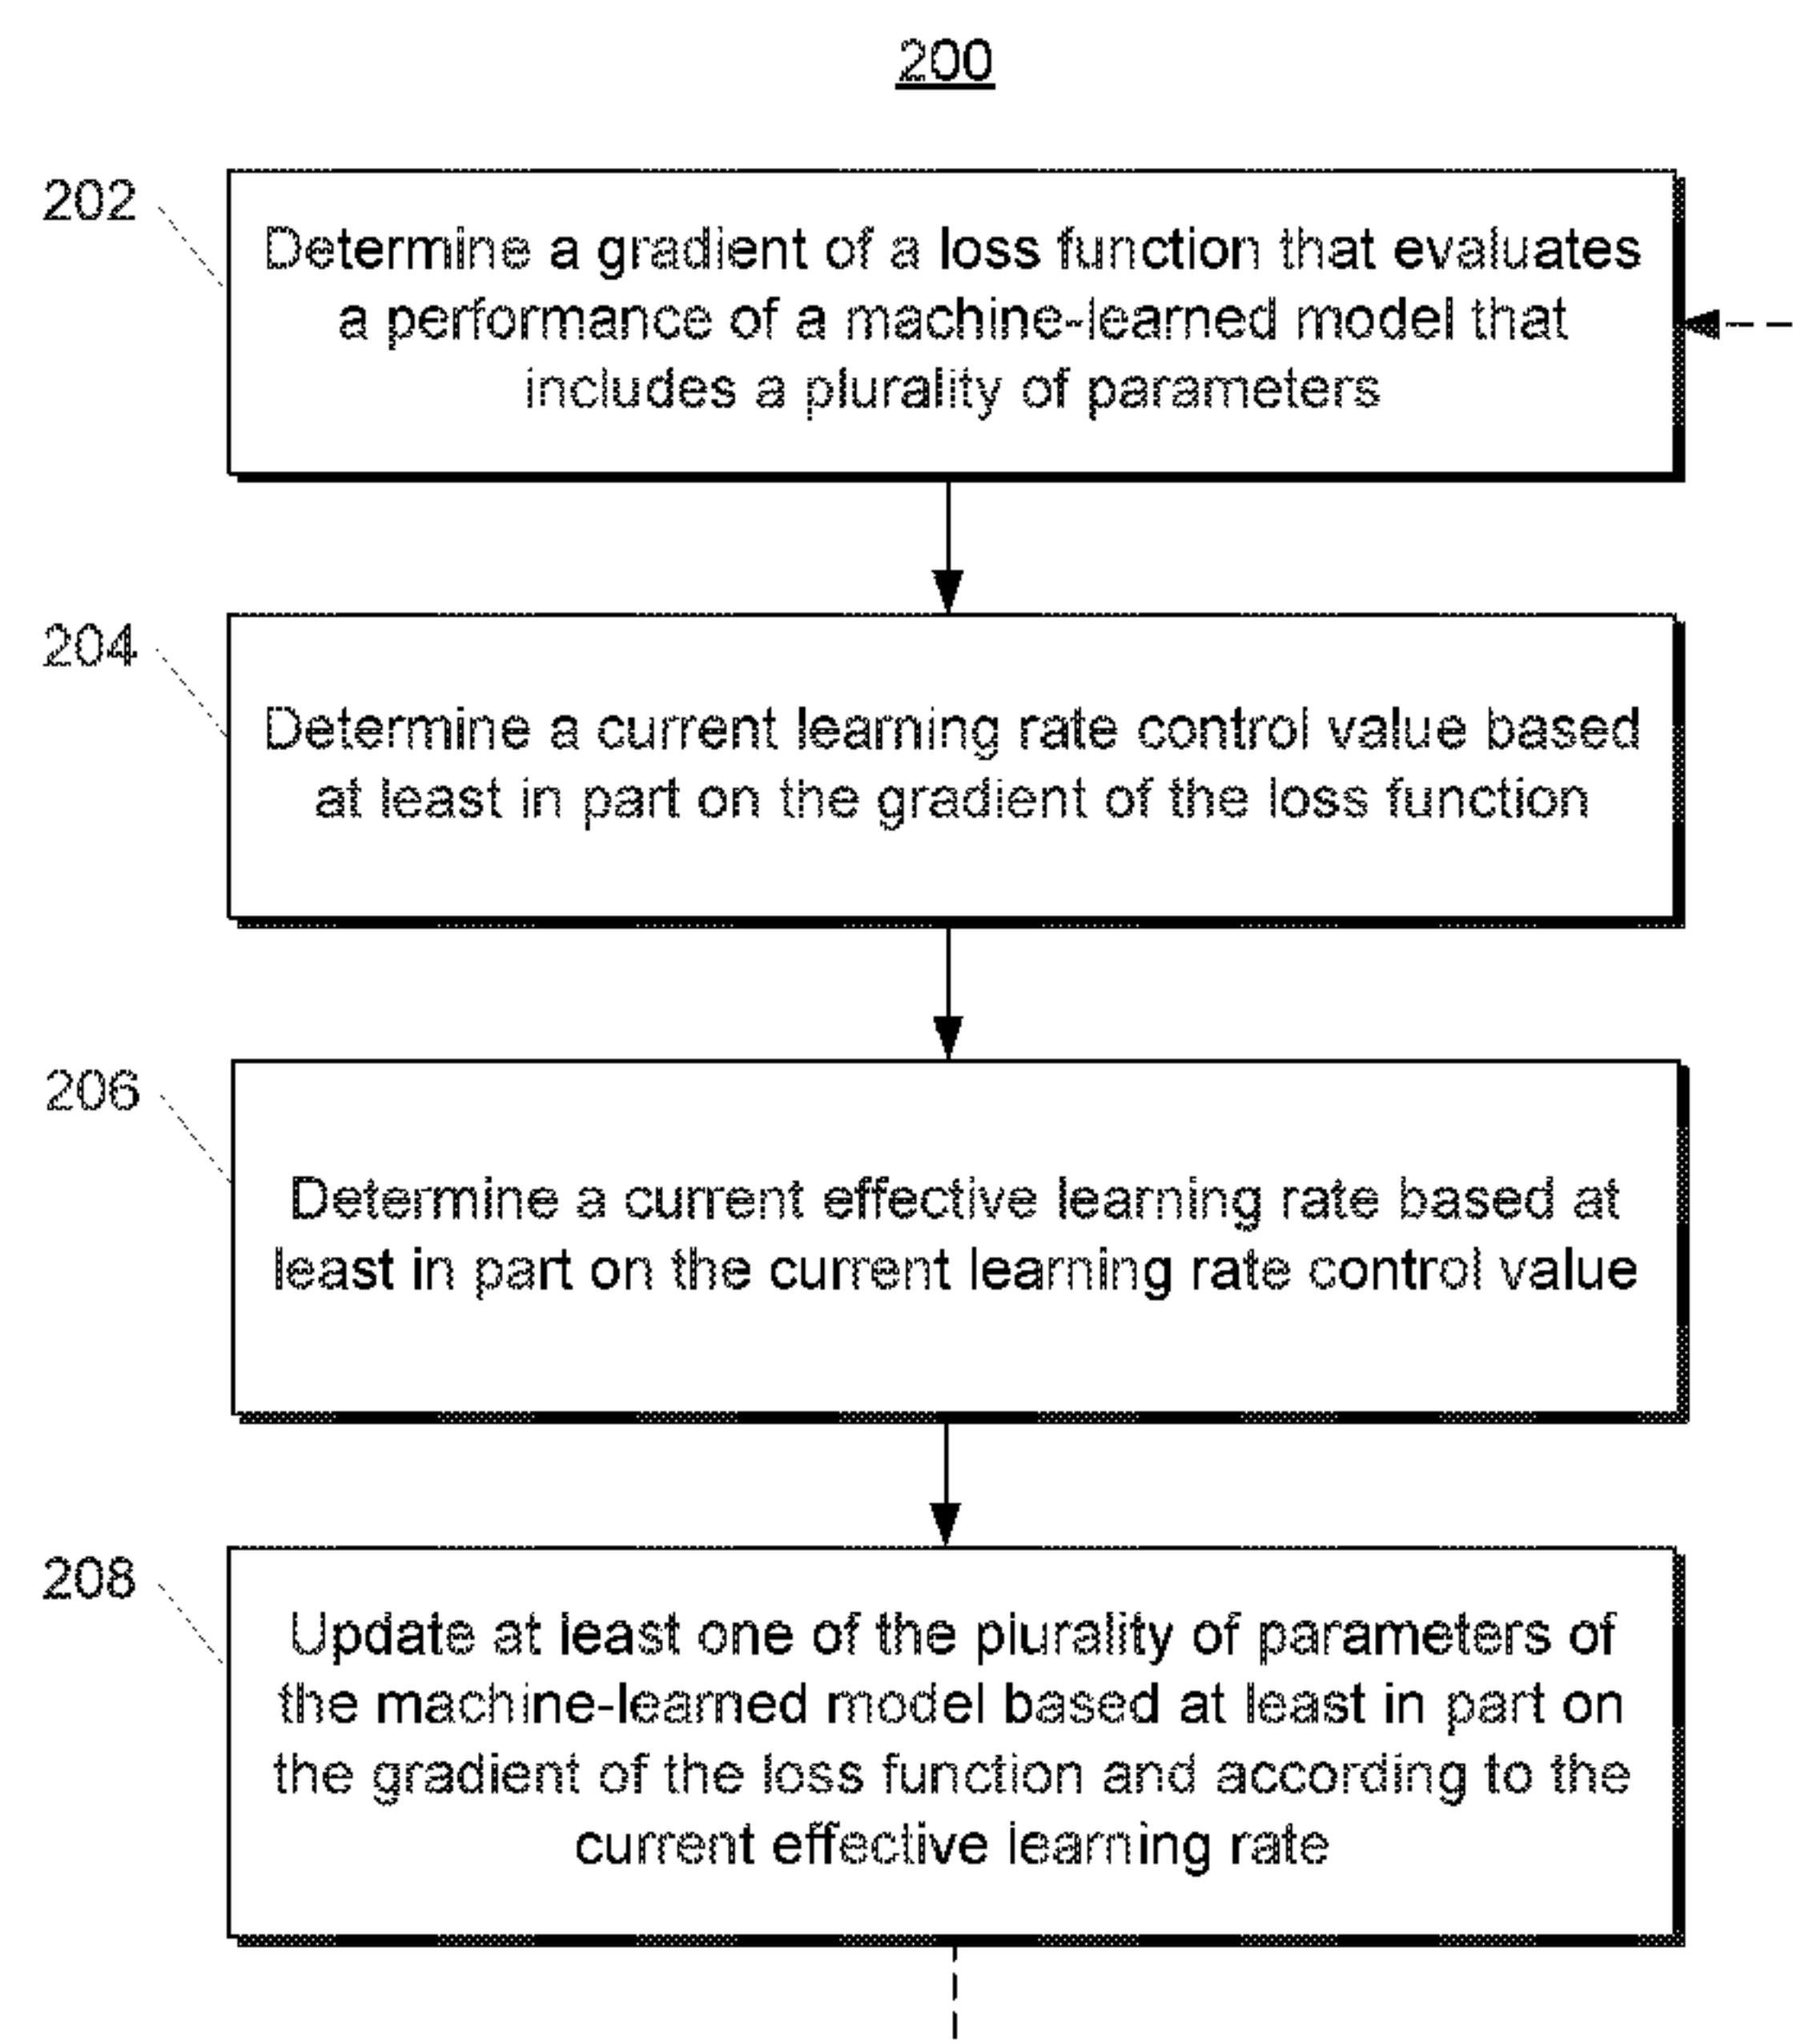 200
202
Determine a gradient of a loss function that evaluates
a performance of a machine-learned model that
includes a plurality of parameters
204
Determine a current learning rate control value based
at least in part on the gradient of the loss function
206
Determine a current effective learning rate based at
least in part on the current learning rate control value
208
Update at least one of the plurality of parameters of
the machine-learned model based at least in part on
the gradient of the loss function and according to the
current effective learning rate